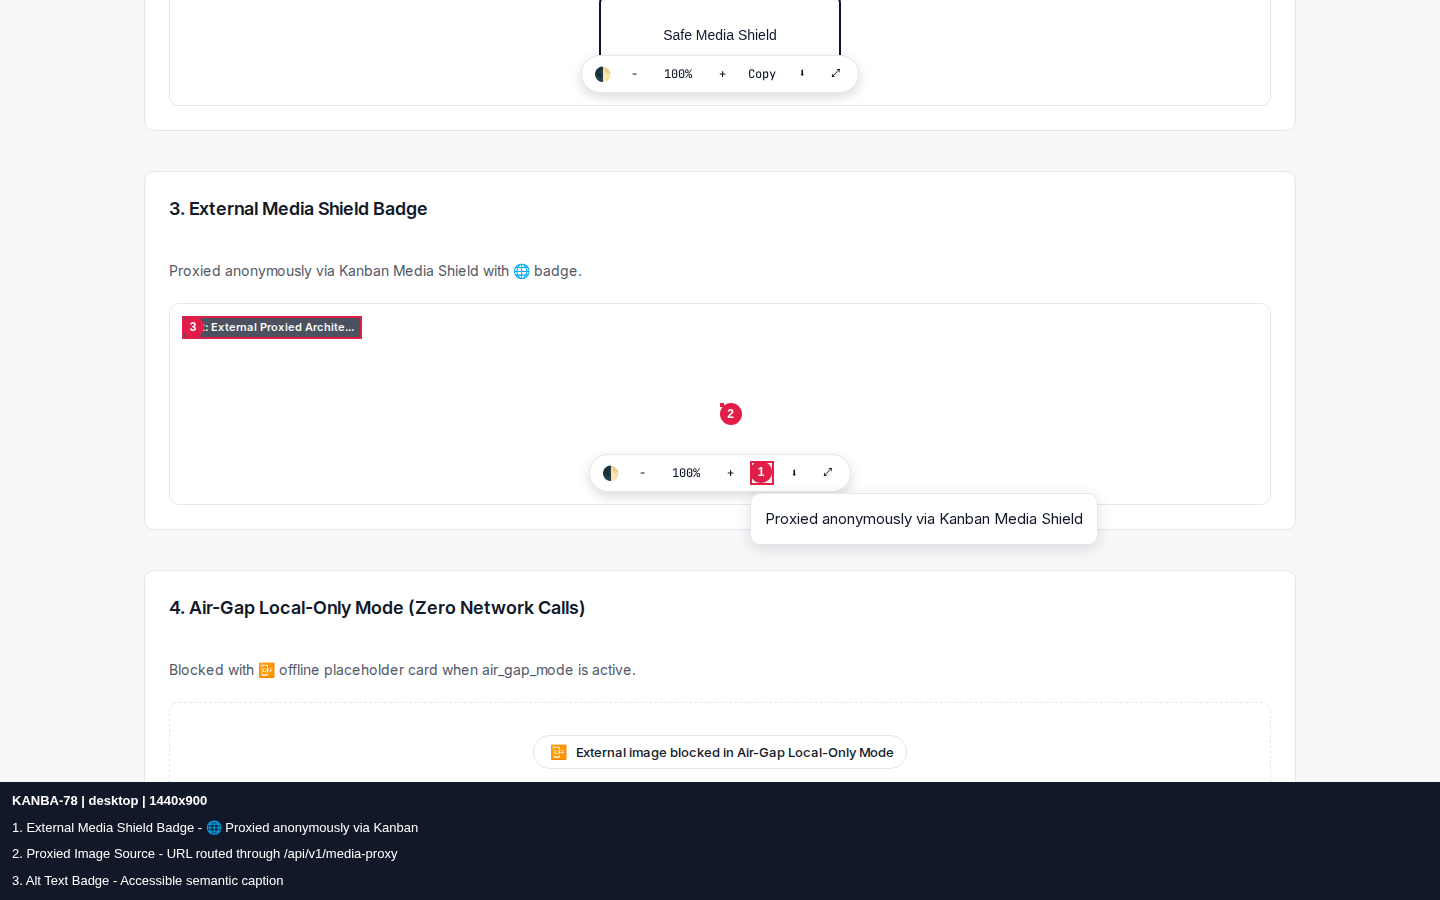 Safe Media Shield
- 100% + Copy ⬇ ⤢
3. External Media Shield Badge
Proxied anonymously via Kanban Media Shield with 🌐 badge.
3 : External Proxied Archite...
2
- 100% + 1 ⬇ ⤢
Proxied anonymously via Kanban Media Shield
4. Air-Gap Local-Only Mode (Zero Network Calls)
Blocked with 📴 offline placeholder card when air_gap_mode is active.
📴 External image blocked in Air-Gap Local-Only Mode
KANBA-78 | desktop | 1440x900
1. External Media Shield Badge - 🌐 Proxied anonymously via Kanban
2. Proxied Image Source - URL routed through /api/v1/media-proxy
3. Alt Text Badge - Accessible semantic caption